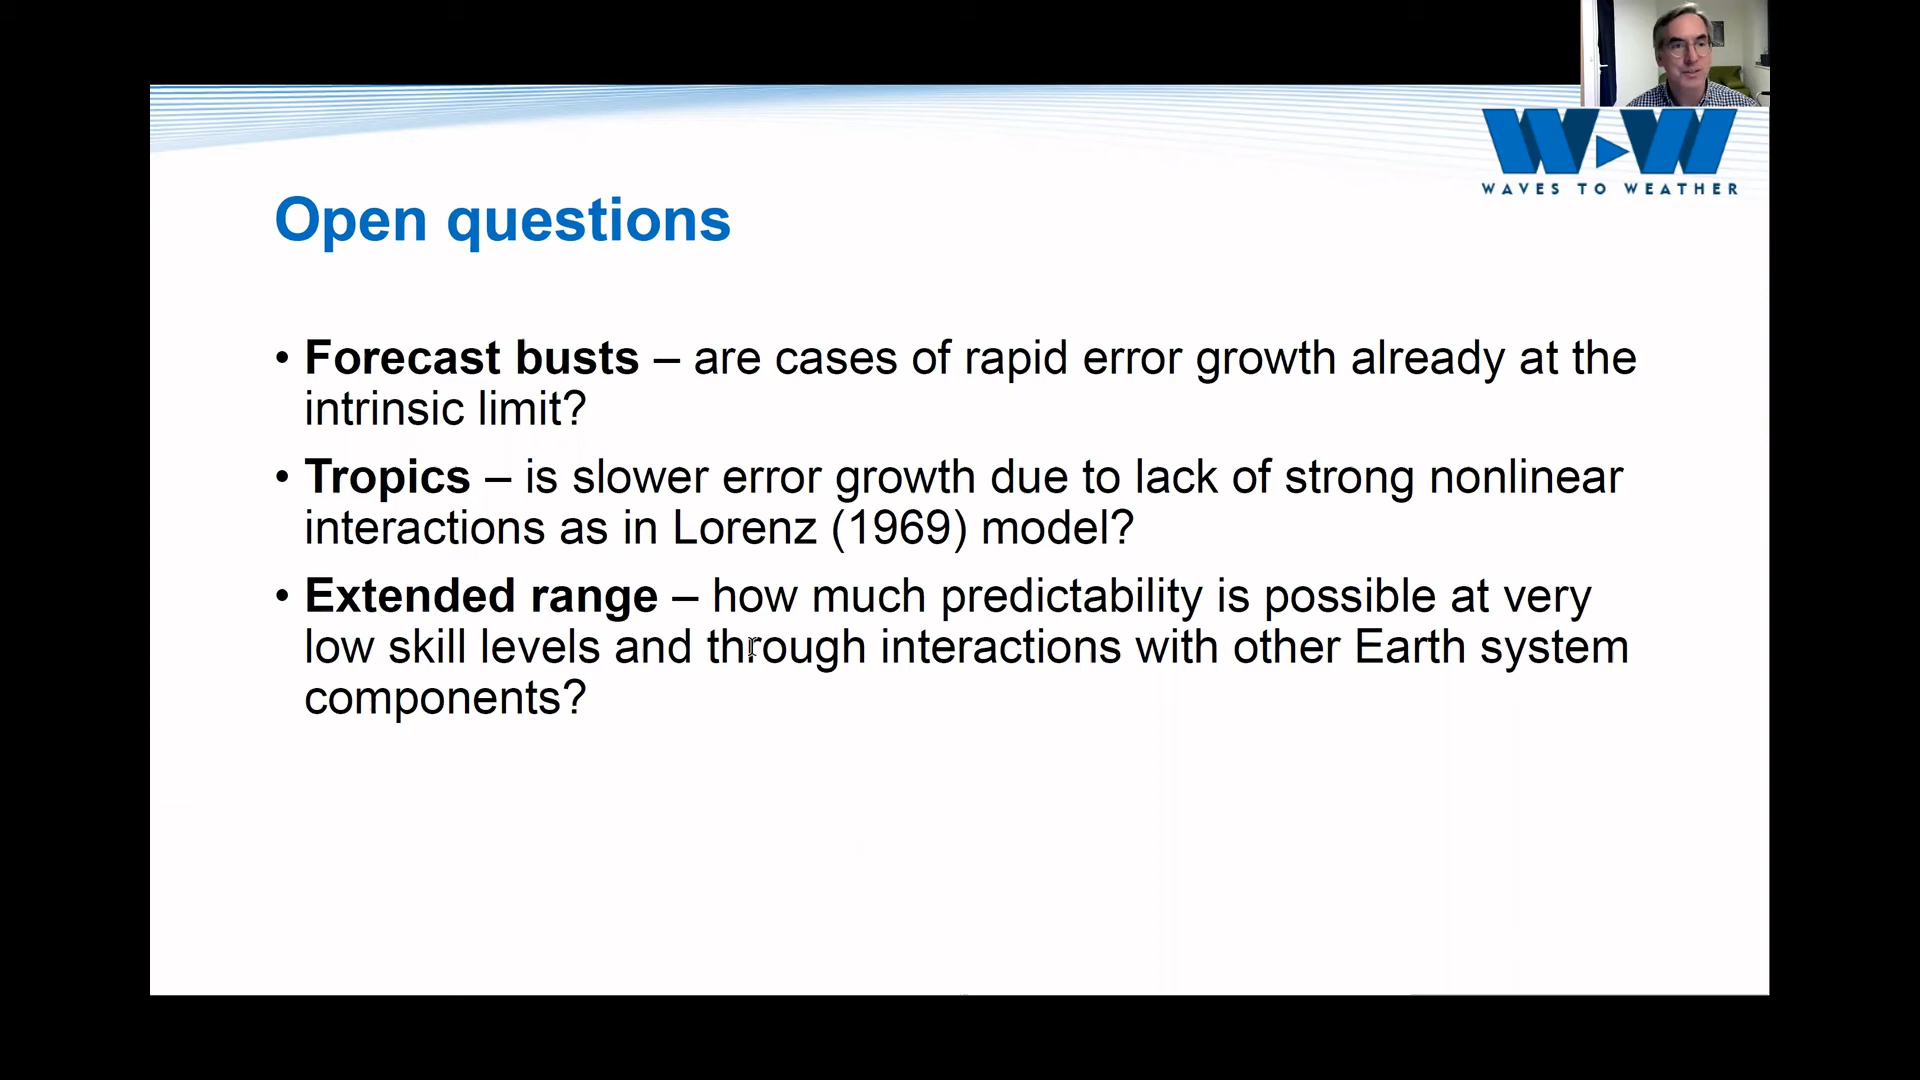 W W
WAVES TO WEATHER
Open questions
• Forecast busts – are cases of rapid error growth already at the
intrinsic limit?
• Tropics – is slower error growth due to lack of strong nonlinear
interactions as in Lorenz (1969) model?
• Extended range – how much predictability is possible at very
low skill levels and through interactions with other Earth system
components?